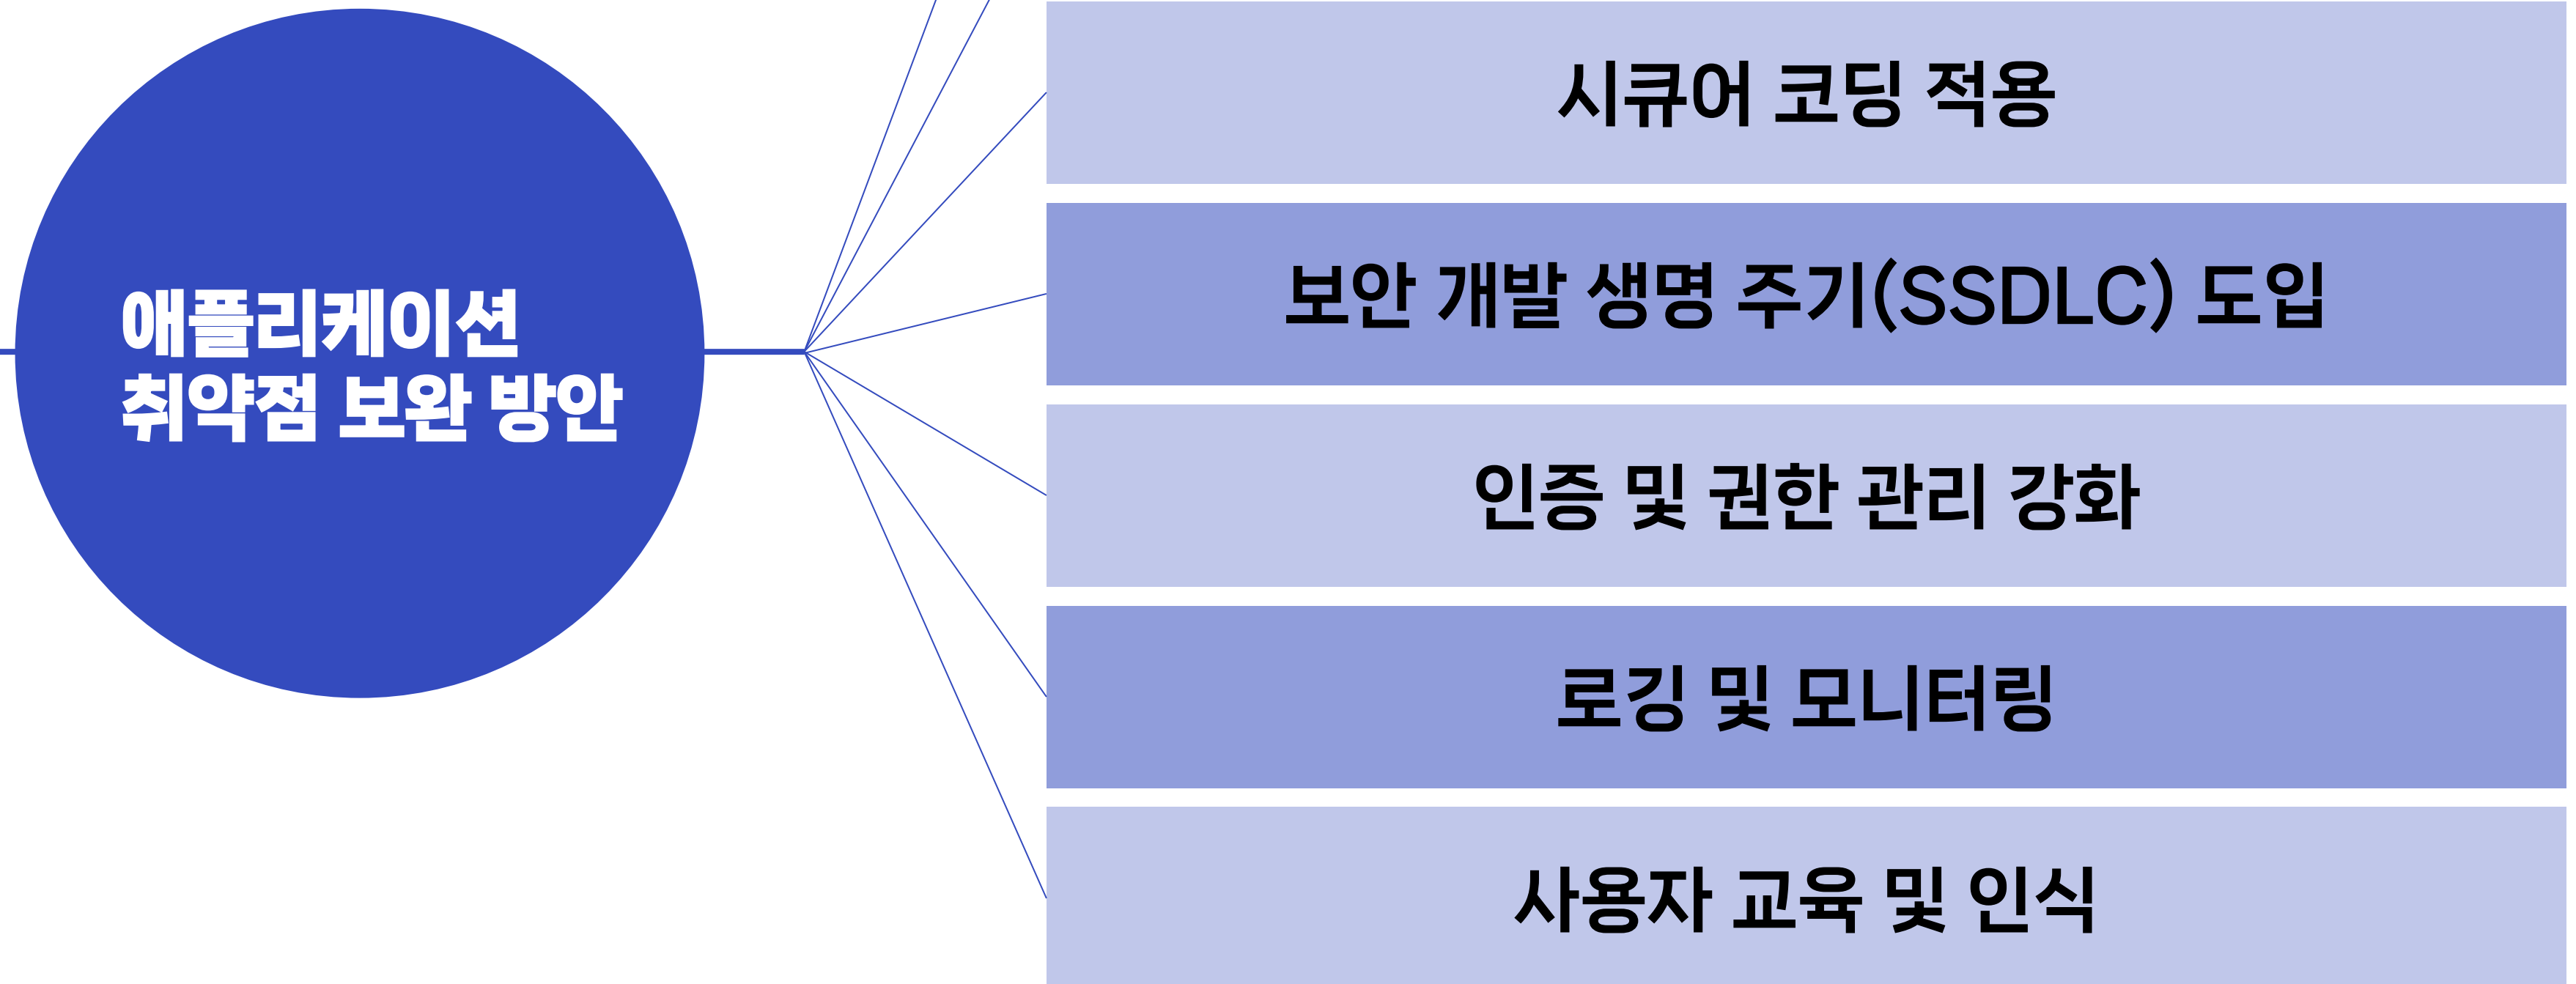 애플리케이션
취약점 보완 방안
시큐어 코딩 적용
보안 개발 생명 주기(SSDLC) 도입
인증 및 권한 관리 강화
로깅 및 모니터링
사용자 교육 및 인식